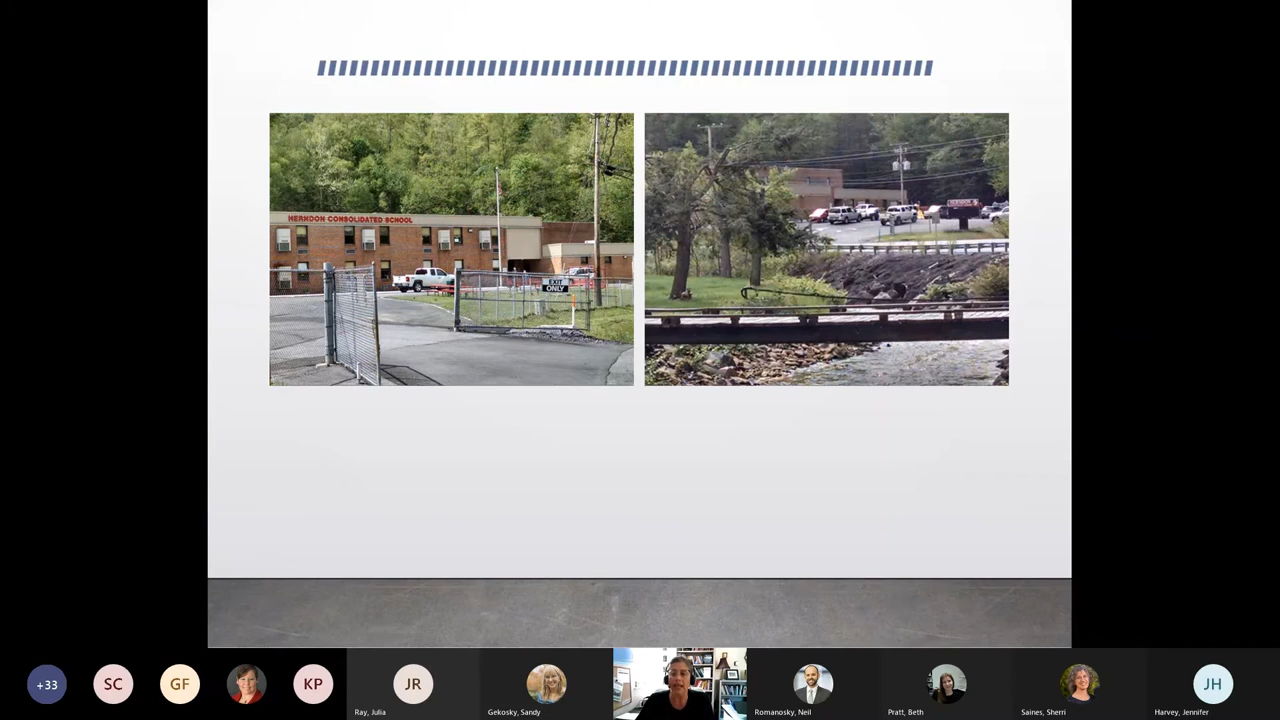 HERNDON CONSOLIDATED SCHOOL
EXIT
ONLY
HERNDON
+33
SC
GF
KP
JR
JH
Ray, Julia
Gekosky, Sandy
Romanosky, Neil
Pratt, Beth
Saines, Sherri
Harvey, Jennifer